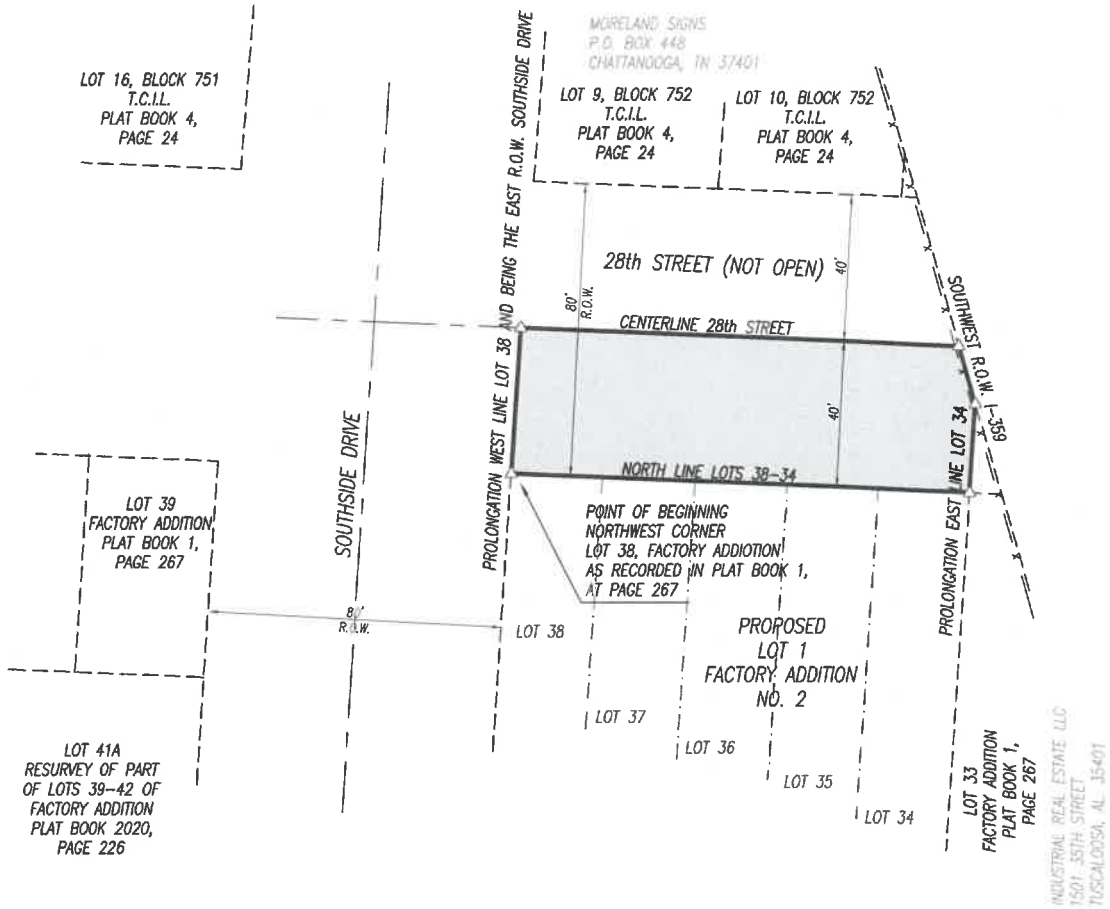 MORELAND SIGNS
P.O. BOX 448
CHATTANOOGA, TN 37401
LOT 16, BLOCK 751
T.C.I.L.
PLAT BOOK 4,
PAGE 24
LOT 9, BLOCK 752
T.C.I.L.
PLAT BOOK 4,
PAGE 24
LOT 10, BLOCK 752
T.C.I.L.
PLAT BOOK 4,
PAGE 24
PROLONGATION WEST LINE LOT 38 AND BEING THE EAST R.O.W. SOUTHSIDE DRIVE
28th STREET (NOT OPEN)
40'
80'
R.O.W.
CENTERLINE 28th STREET
SOUTHWEST R.O.W. I-359
40'
NORTH LINE LOTS 38-34
PROLONGATION EAST LINE LOT 34
SOUTHSIDE DRIVE
LOT 39
FACTORY ADDITION
PLAT BOOK 1,
PAGE 267
POINT OF BEGINNING
NORTHWEST CORNER
LOT 38, FACTORY ADDIOTION
AS RECORDED IN PLAT BOOK 1,
AT PAGE 267
80'
R.O.W.
LOT 38
PROPOSED
LOT 1
FACTORY ADDITION
NO. 2
LOT 37
LOT 36
LOT 35
LOT 34
LOT 41A
RESURVEY OF PART
OF LOTS 39-42 OF
FACTORY ADDITION
PLAT BOOK 2020,
PAGE 226
LOT 33
FACTORY ADDITION
PLAT BOOK 1,
PAGE 267
INDUSTRIAL REAL ESTATE LLC
1501 35TH STREET
TUSCALOOSA, AL 35401